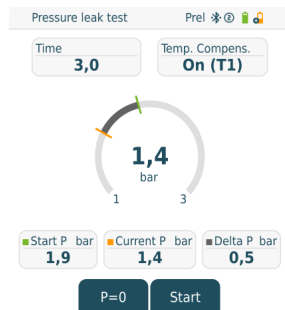 Pressure leak test Prel ②
Time
3,0
Temp. Compens.
On (T1)
1,4
bar
1 3
Start P bar
1,9
Current P bar
1,4
Delta P bar
0,5
P=0 Start